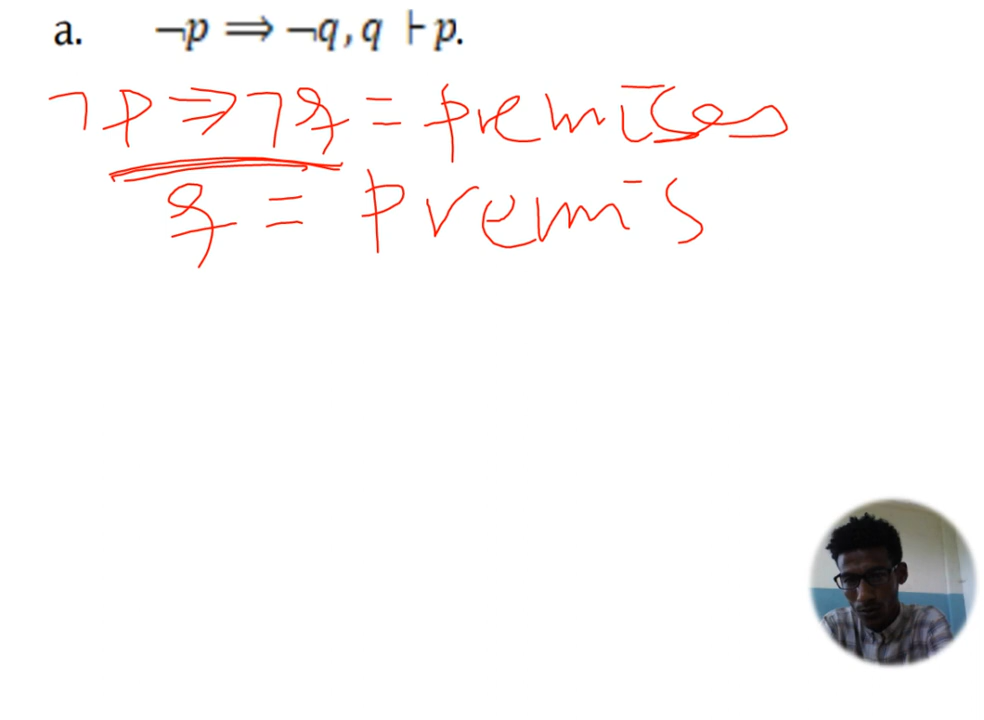 a. ¬p ⟹ ¬q, q ⊢ p.
¬p ⇒ ¬q = premises
q = premis